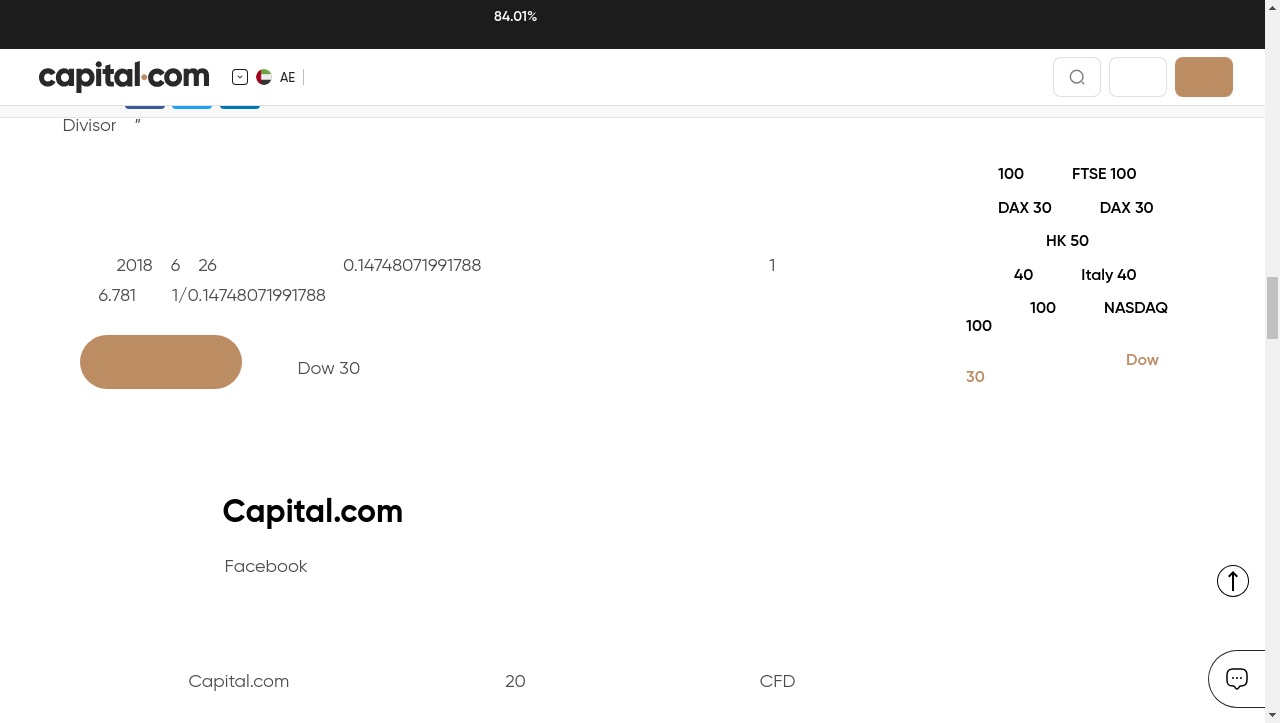 84.01%
capital.com
AE
Divisor "
100 FTSE 100
DAX 30 DAX 30
HK 50
40 Italy 40
100 NASDAQ
100
Dow
30
2018 6 26 0.14748071991788 1
6.781 1/0.14748071991788
Dow 30
Capital.com
Facebook
Capital.com 20 CFD